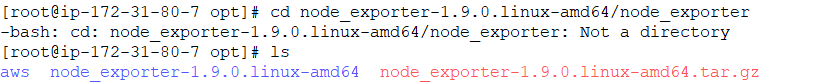 [root@ip-172-31-80-7 opt]# cd node_exporter-1.9.0.linux-amd64/node_exporter
-bash: cd: node_exporter-1.9.0.linux-amd64/node_exporter: Not a directory
[root@ip-172-31-80-7 opt]# ls
aws  node_exporter-1.9.0.linux-amd64  node_exporter-1.9.0.linux-amd64.tar.gz